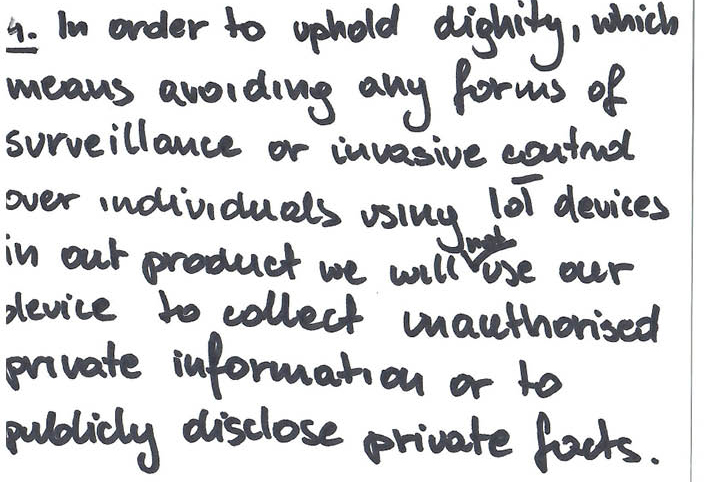 4. In order to uphold dighity, which
means avoiding any forms of
surveillance or invasive control
over individuals using IoT devices
in out product we will not use our
device to collect unauthorised
private information or to
publicly disclose private facts.